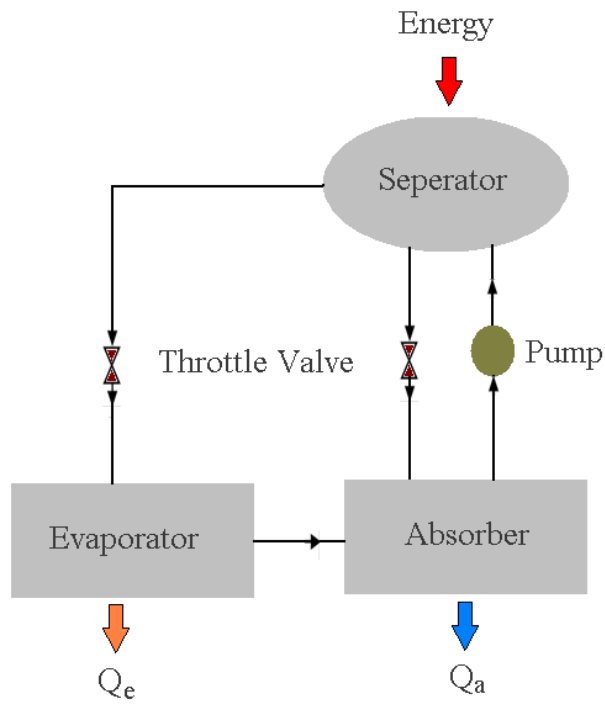 Energy
Seperator
Throttle Valve
Pump
Evaporator
Absorber
Qe
Qa